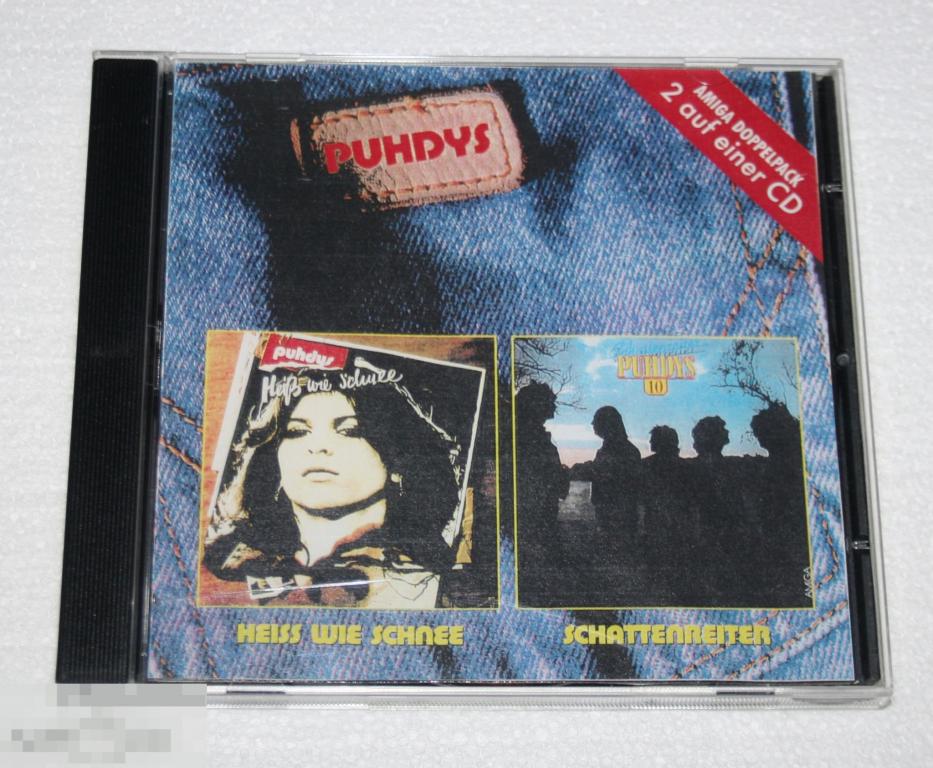 AMIGA DOPPELPACK
2 auf einer CD
PUHDYS
puhdys
Heiß wie Schnee
PUHDYS
10
AMIGA
HEISS WIE SCHNEE
SCHATTENREITER